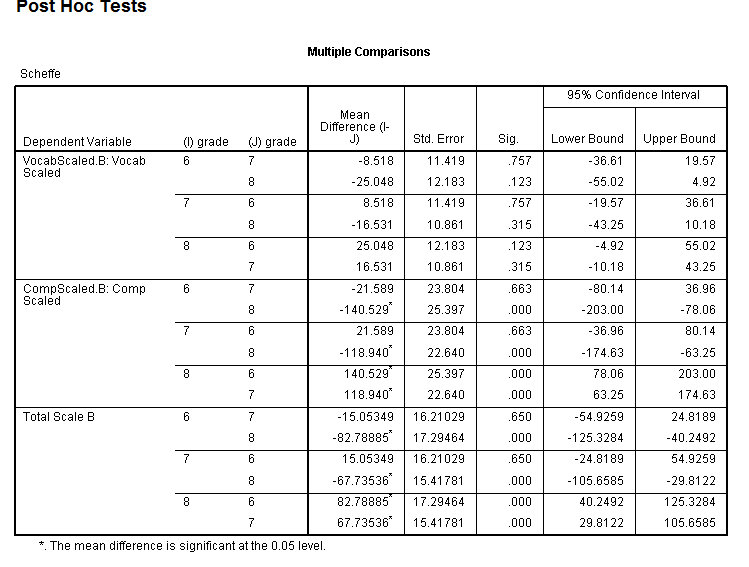 Post Hoc Tests
Multiple Comparisons
Scheffe
95% Confidence Interval
Mean
Difference (I-
Dependent Variable (I) grade (J) grade J) Std. Error Sig. Lower Bound Upper Bound
VocabScaled.B: Vocab 6 7 -8.518 11.419 .757 -36.61 19.57
Scaled
8 -25.048 12.183 .123 -55.02 4.92
7 6 8.518 11.419 .757 -19.57 36.61
8 -16.531 10.861 .315 -43.25 10.18
8 6 25.048 12.183 .123 -4.92 55.02
7 16.531 10.861 .315 -10.18 43.25
CompScaled.B: Comp 6 7 -21.589 23.804 .663 -80.14 36.96
Scaled
8 -140.529* 25.397 .000 -203.00 -78.06
7 6 21.589 23.804 .663 -36.96 80.14
8 -118.940* 22.640 .000 -174.63 -63.25
8 6 140.529* 25.397 .000 78.06 203.00
7 118.940* 22.640 .000 63.25 174.63
Total Scale B 6 7 -15.05349 16.21029 .650 -54.9259 24.8189
8 -82.78885* 17.29464 .000 -125.3284 -40.2492
7 6 15.05349 16.21029 .650 -24.8189 54.9259
8 -67.73536* 15.41781 .000 -105.6585 -29.8122
8 6 82.78885* 17.29464 .000 40.2492 125.3284
7 67.73536* 15.41781 .000 29.8122 105.6585
*. The mean difference is significant at the 0.05 level.